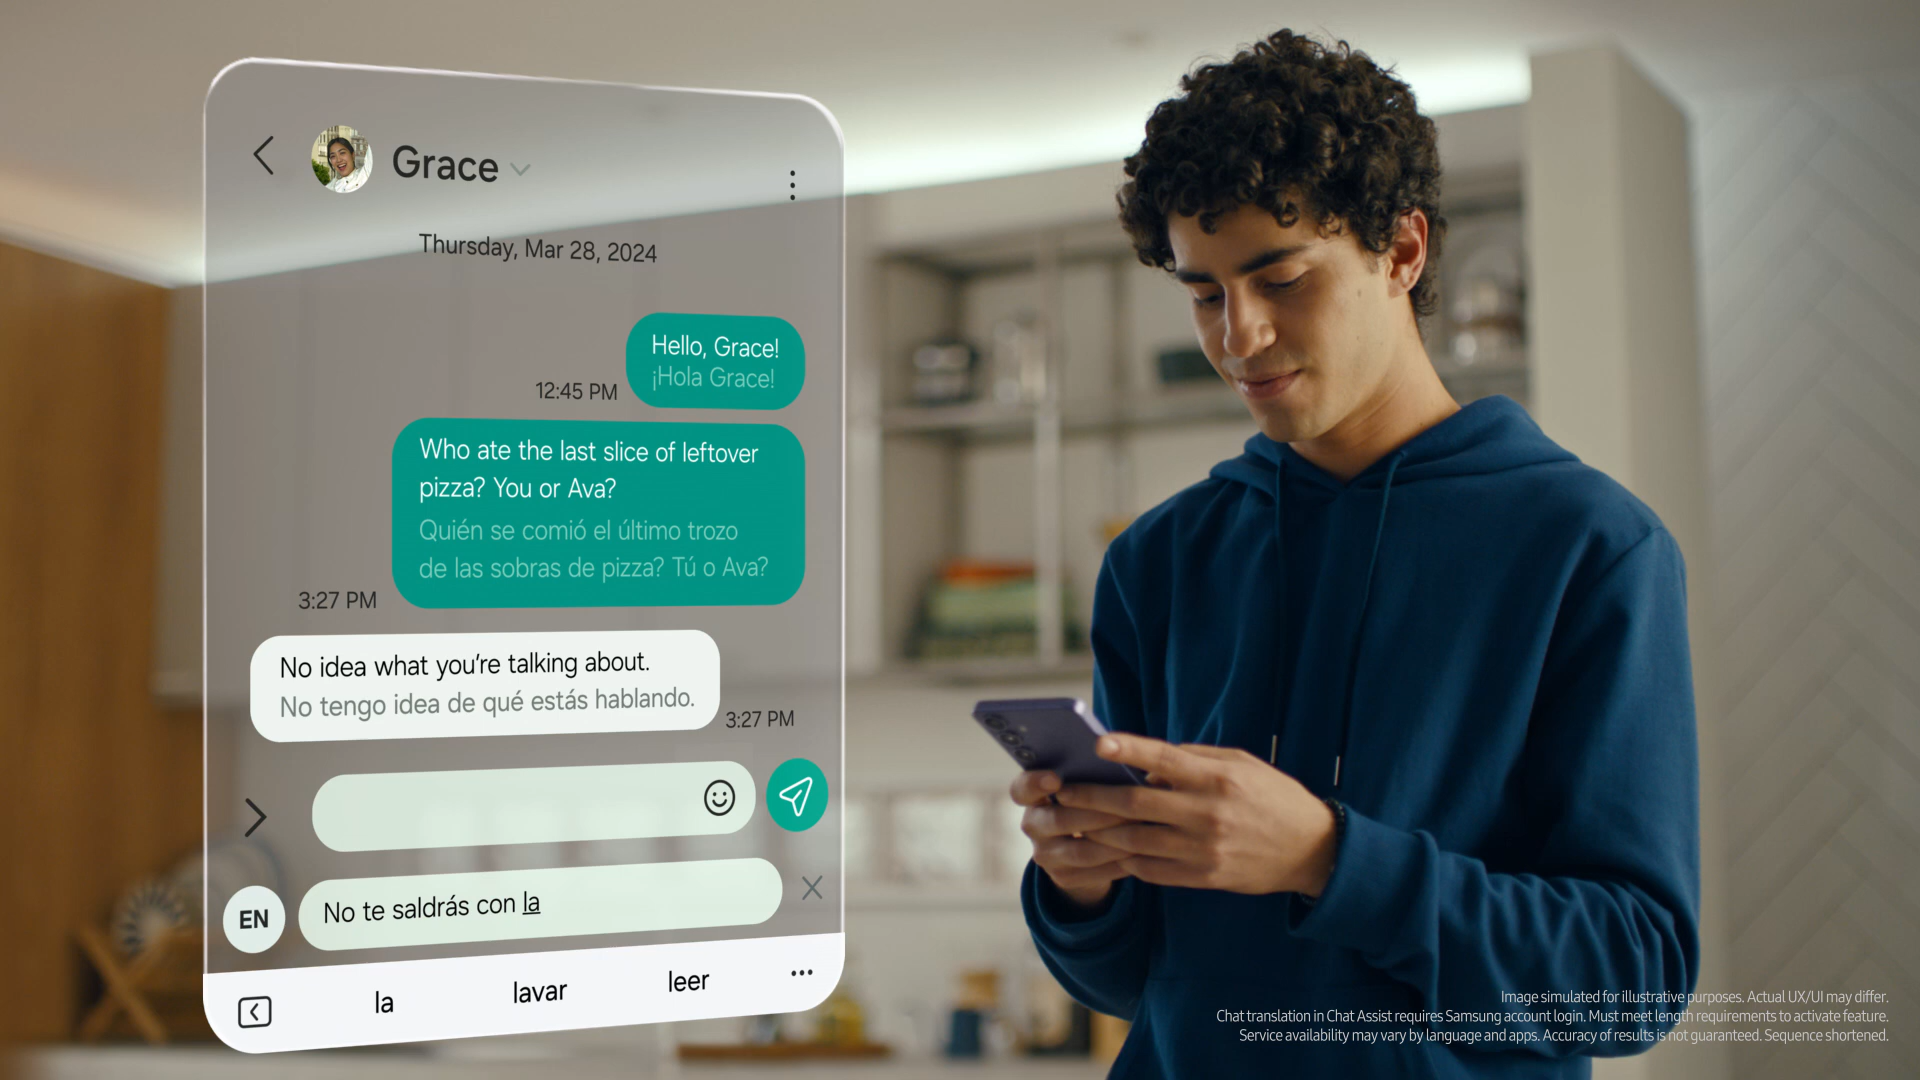 Grace
Thursday, Mar 28, 2024
Hello, Grace!
¡Hola Grace!
12:45 PM
Who ate the last slice of leftover
pizza? You or Ava?
Quién se comió el último trozo
de las sobras de pizza? Tú o Ava?
3:27 PM
No idea what you're talking about.
No tengo idea de qué estás hablando.
3:27 PM
EN
No te saldrás con la
la lavar leer
Image simulated for illustrative purposes. Actual UX/UI may differ.
Chat translation in Chat Assist requires Samsung account login. Must meet length requirements to activate feature.
Service availability may vary by language and apps. Accuracy of results is not guaranteed. Sequence shortened.